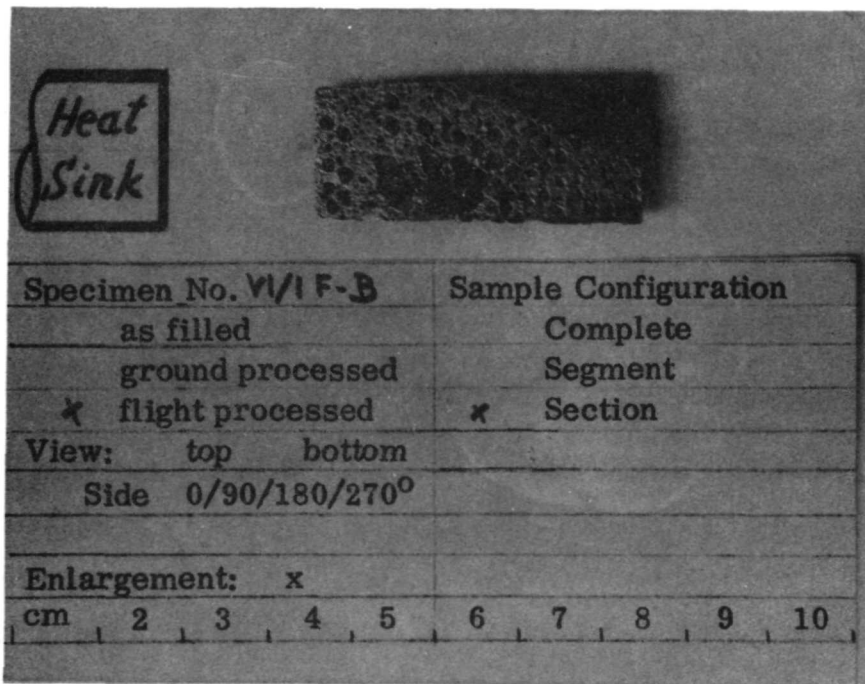 Heat
Sink
Specimen No. VI/1 F-B
as filled
ground processed
x flight processed
View: top bottom
Side 0/90/180/270°
Enlargement: x
Sample Configuration
Complete
Segment
x Section
cm 2 3 4 5 6 7 8 9 10